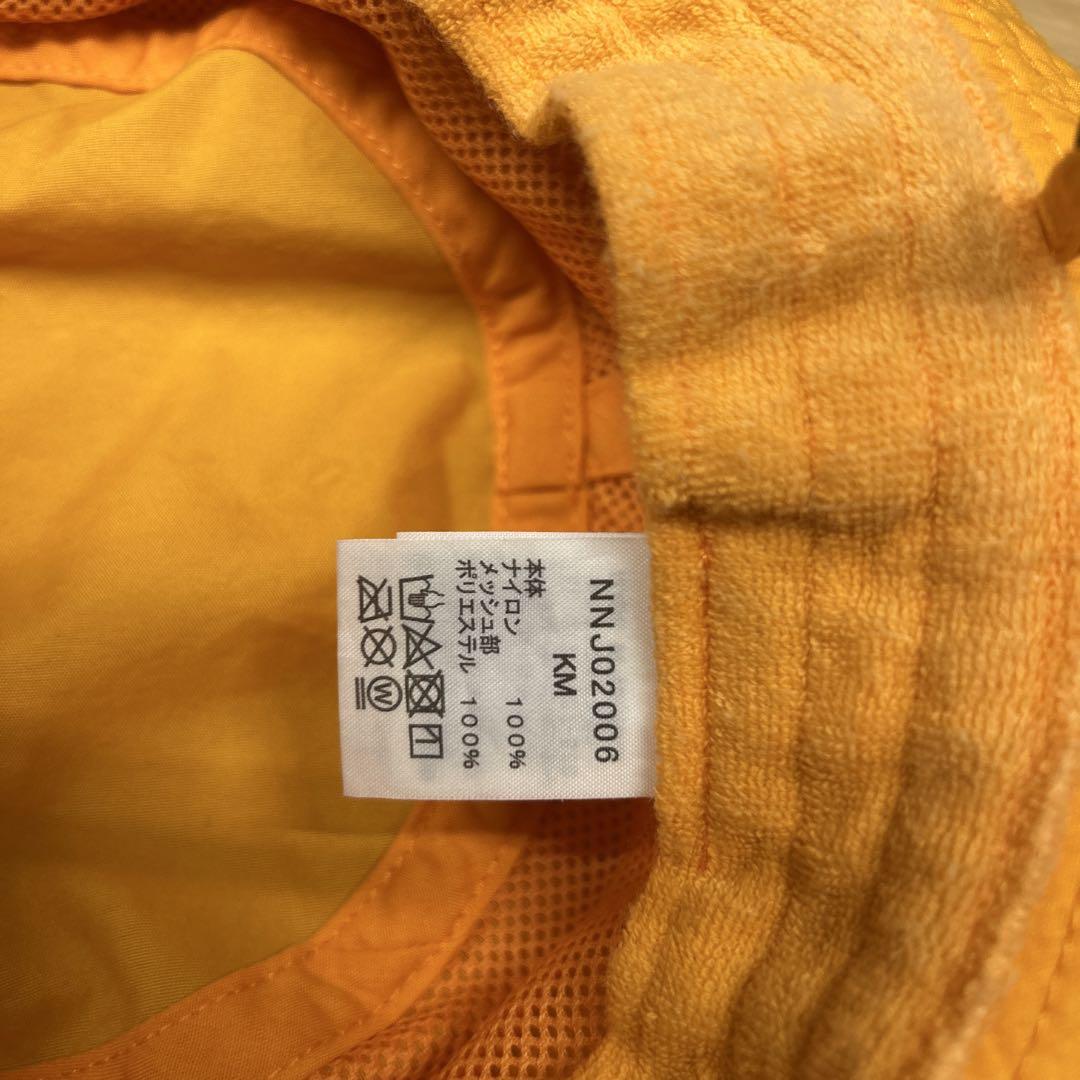 NNJ02006
KM
本体
ナイロン 100%
メッシュ部
ポリエステル 100%
W